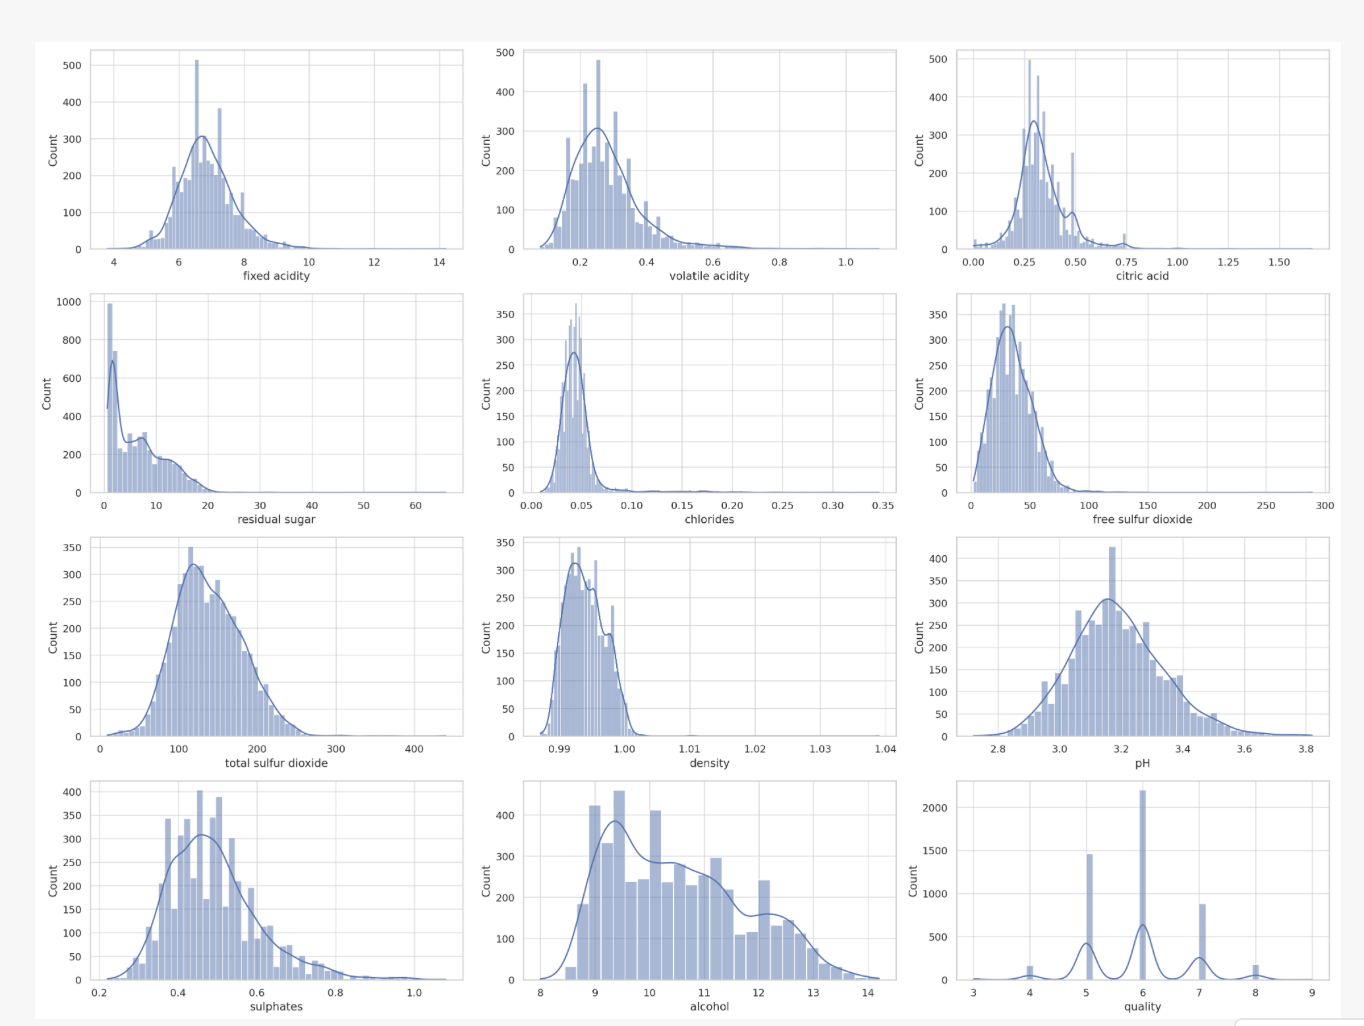 500
400
300
200
100
0
Count
4 6 8 10 12 14
fixed acidity
500
400
300
200
100
0
Count
0.2 0.4 0.6 0.8 1.0
volatile acidity
500
400
300
200
100
0
Count
0.00 0.25 0.50 0.75 1.00 1.25 1.50
citric acid
1000
800
600
400
200
0
Count
0 10 20 30 40 50 60
residual sugar
350
300
250
200
150
100
50
0
Count
0.00 0.05 0.10 0.15 0.20 0.25 0.30 0.35
chlorides
350
300
250
200
150
100
50
0
Count
0 50 100 150 200 250 300
free sulfur dioxide
350
300
250
200
150
100
50
0
Count
0 100 200 300 400
total sulfur dioxide
350
300
250
200
150
100
50
0
Count
0.99 1.00 1.01 1.02 1.03 1.04
density
400
350
300
250
200
150
100
50
0
Count
2.8 3.0 3.2 3.4 3.6 3.8
pH
400
350
300
250
200
150
100
50
0
Count
0.2 0.4 0.6 0.8 1.0
sulphates
400
300
200
100
0
Count
8 9 10 11 12 13 14
alcohol
2000
1500
1000
500
0
Count
3 4 5 6 7 8 9
quality